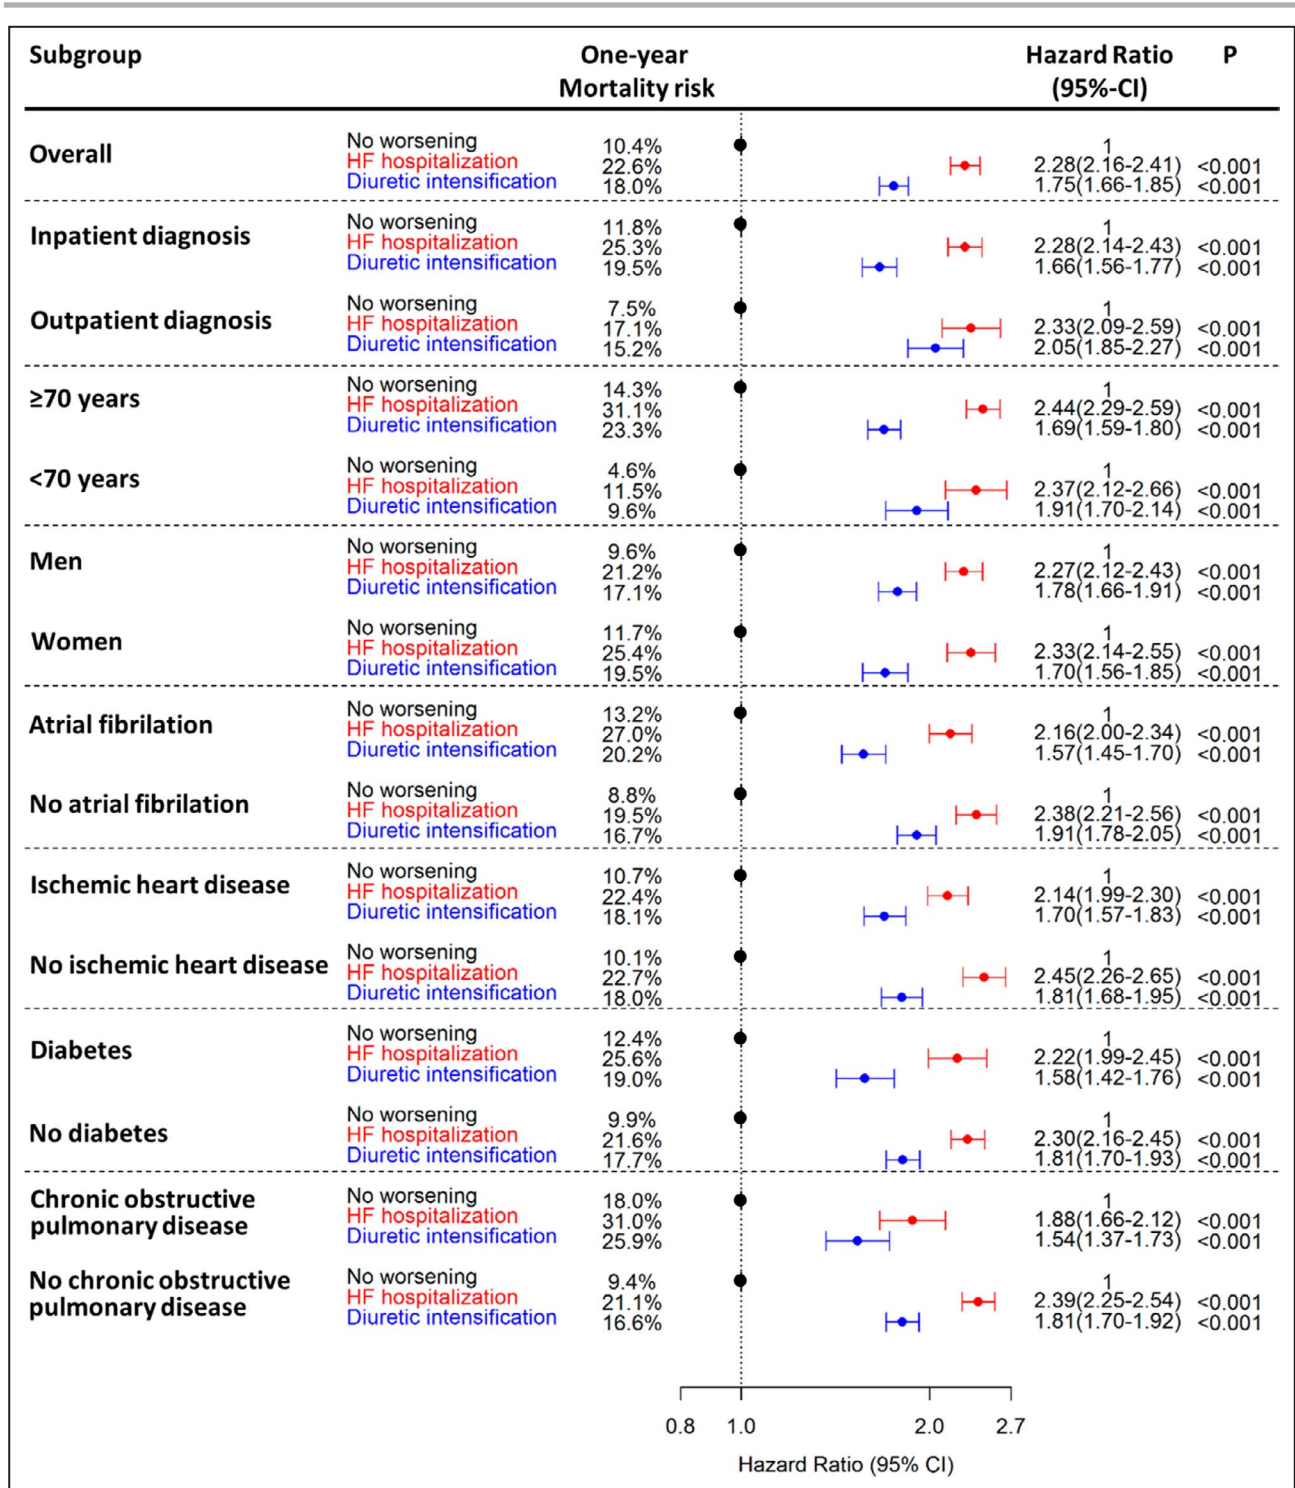 Subgroup One-year Mortality risk Hazard Ratio (95%-CI) P
Overall
No worsening 10.4% 1
HF hospitalization 22.6% 2.28(2.16-2.41) <0.001
Diuretic intensification 18.0% 1.75(1.66-1.85) <0.001
Inpatient diagnosis
No worsening 11.8% 1
HF hospitalization 25.3% 2.28(2.14-2.43) <0.001
Diuretic intensification 19.5% 1.66(1.56-1.77) <0.001
Outpatient diagnosis
No worsening 7.5% 1
HF hospitalization 17.1% 2.33(2.09-2.59) <0.001
Diuretic intensification 15.2% 2.05(1.85-2.27) <0.001
≥70 years
No worsening 14.3% 1
HF hospitalization 31.1% 2.44(2.29-2.59) <0.001
Diuretic intensification 23.3% 1.69(1.59-1.80) <0.001
<70 years
No worsening 4.6% 1
HF hospitalization 11.5% 2.37(2.12-2.66) <0.001
Diuretic intensification 9.6% 1.91(1.70-2.14) <0.001
Men
No worsening 9.6% 1
HF hospitalization 21.2% 2.27(2.12-2.43) <0.001
Diuretic intensification 17.1% 1.78(1.66-1.91) <0.001
Women
No worsening 11.7% 1
HF hospitalization 25.4% 2.33(2.14-2.55) <0.001
Diuretic intensification 19.5% 1.70(1.56-1.85) <0.001
Atrial fibrilation
No worsening 13.2% 1
HF hospitalization 27.0% 2.16(2.00-2.34) <0.001
Diuretic intensification 20.2% 1.57(1.45-1.70) <0.001
No atrial fibrilation
No worsening 8.8% 1
HF hospitalization 19.5% 2.38(2.21-2.56) <0.001
Diuretic intensification 16.7% 1.91(1.78-2.05) <0.001
Ischemic heart disease
No worsening 10.7% 1
HF hospitalization 22.4% 2.14(1.99-2.30) <0.001
Diuretic intensification 18.1% 1.70(1.57-1.83) <0.001
No ischemic heart disease
No worsening 10.1% 1
HF hospitalization 22.7% 2.45(2.26-2.65) <0.001
Diuretic intensification 18.0% 1.81(1.68-1.95) <0.001
Diabetes
No worsening 12.4% 1
HF hospitalization 25.6% 2.22(1.99-2.45) <0.001
Diuretic intensification 19.0% 1.58(1.42-1.76) <0.001
No diabetes
No worsening 9.9% 1
HF hospitalization 21.6% 2.30(2.16-2.45) <0.001
Diuretic intensification 17.7% 1.81(1.70-1.93) <0.001
Chronic obstructive
pulmonary disease
No worsening 18.0% 1
HF hospitalization 31.0% 1.88(1.66-2.12) <0.001
Diuretic intensification 25.9% 1.54(1.37-1.73) <0.001
No chronic obstructive
pulmonary disease
No worsening 9.4% 1
HF hospitalization 21.1% 2.39(2.25-2.54) <0.001
Diuretic intensification 16.6% 1.81(1.70-1.92) <0.001
0.8 1.0 2.0 2.7
Hazard Ratio (95% CI)